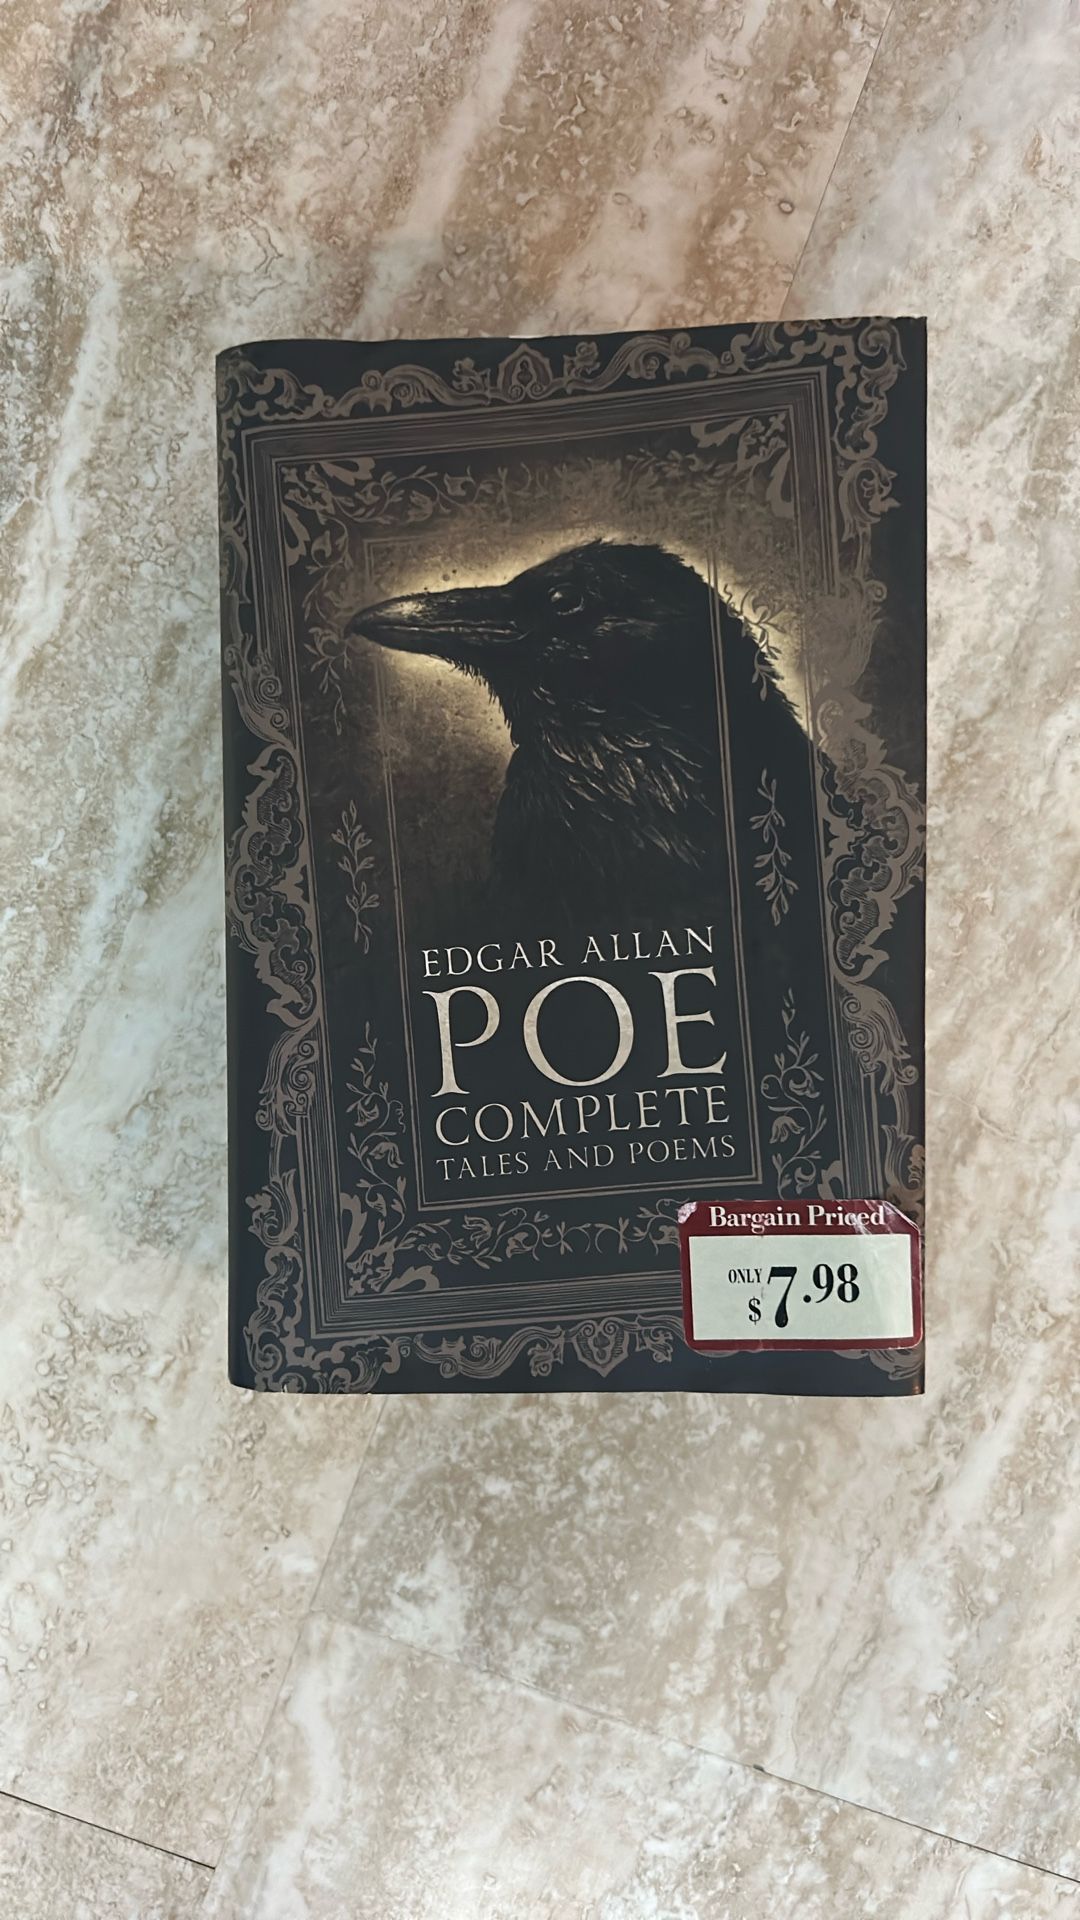 EDGAR ALLAN
POE
COMPLETE
TALES AND POEMS
Bargain Priced
ONLY
$7.98